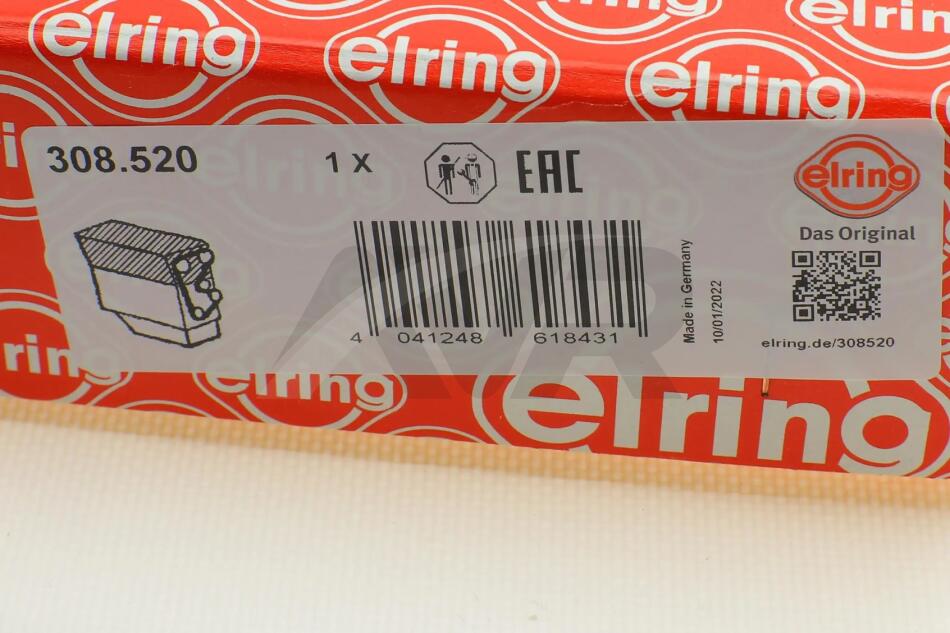 elring
elring
elring
elring
308.520
1 X
EAC
elring
Das Original
4 041248 618431
Made in Germany
10/01/2022
elring.de/308520
ring
elring
elring